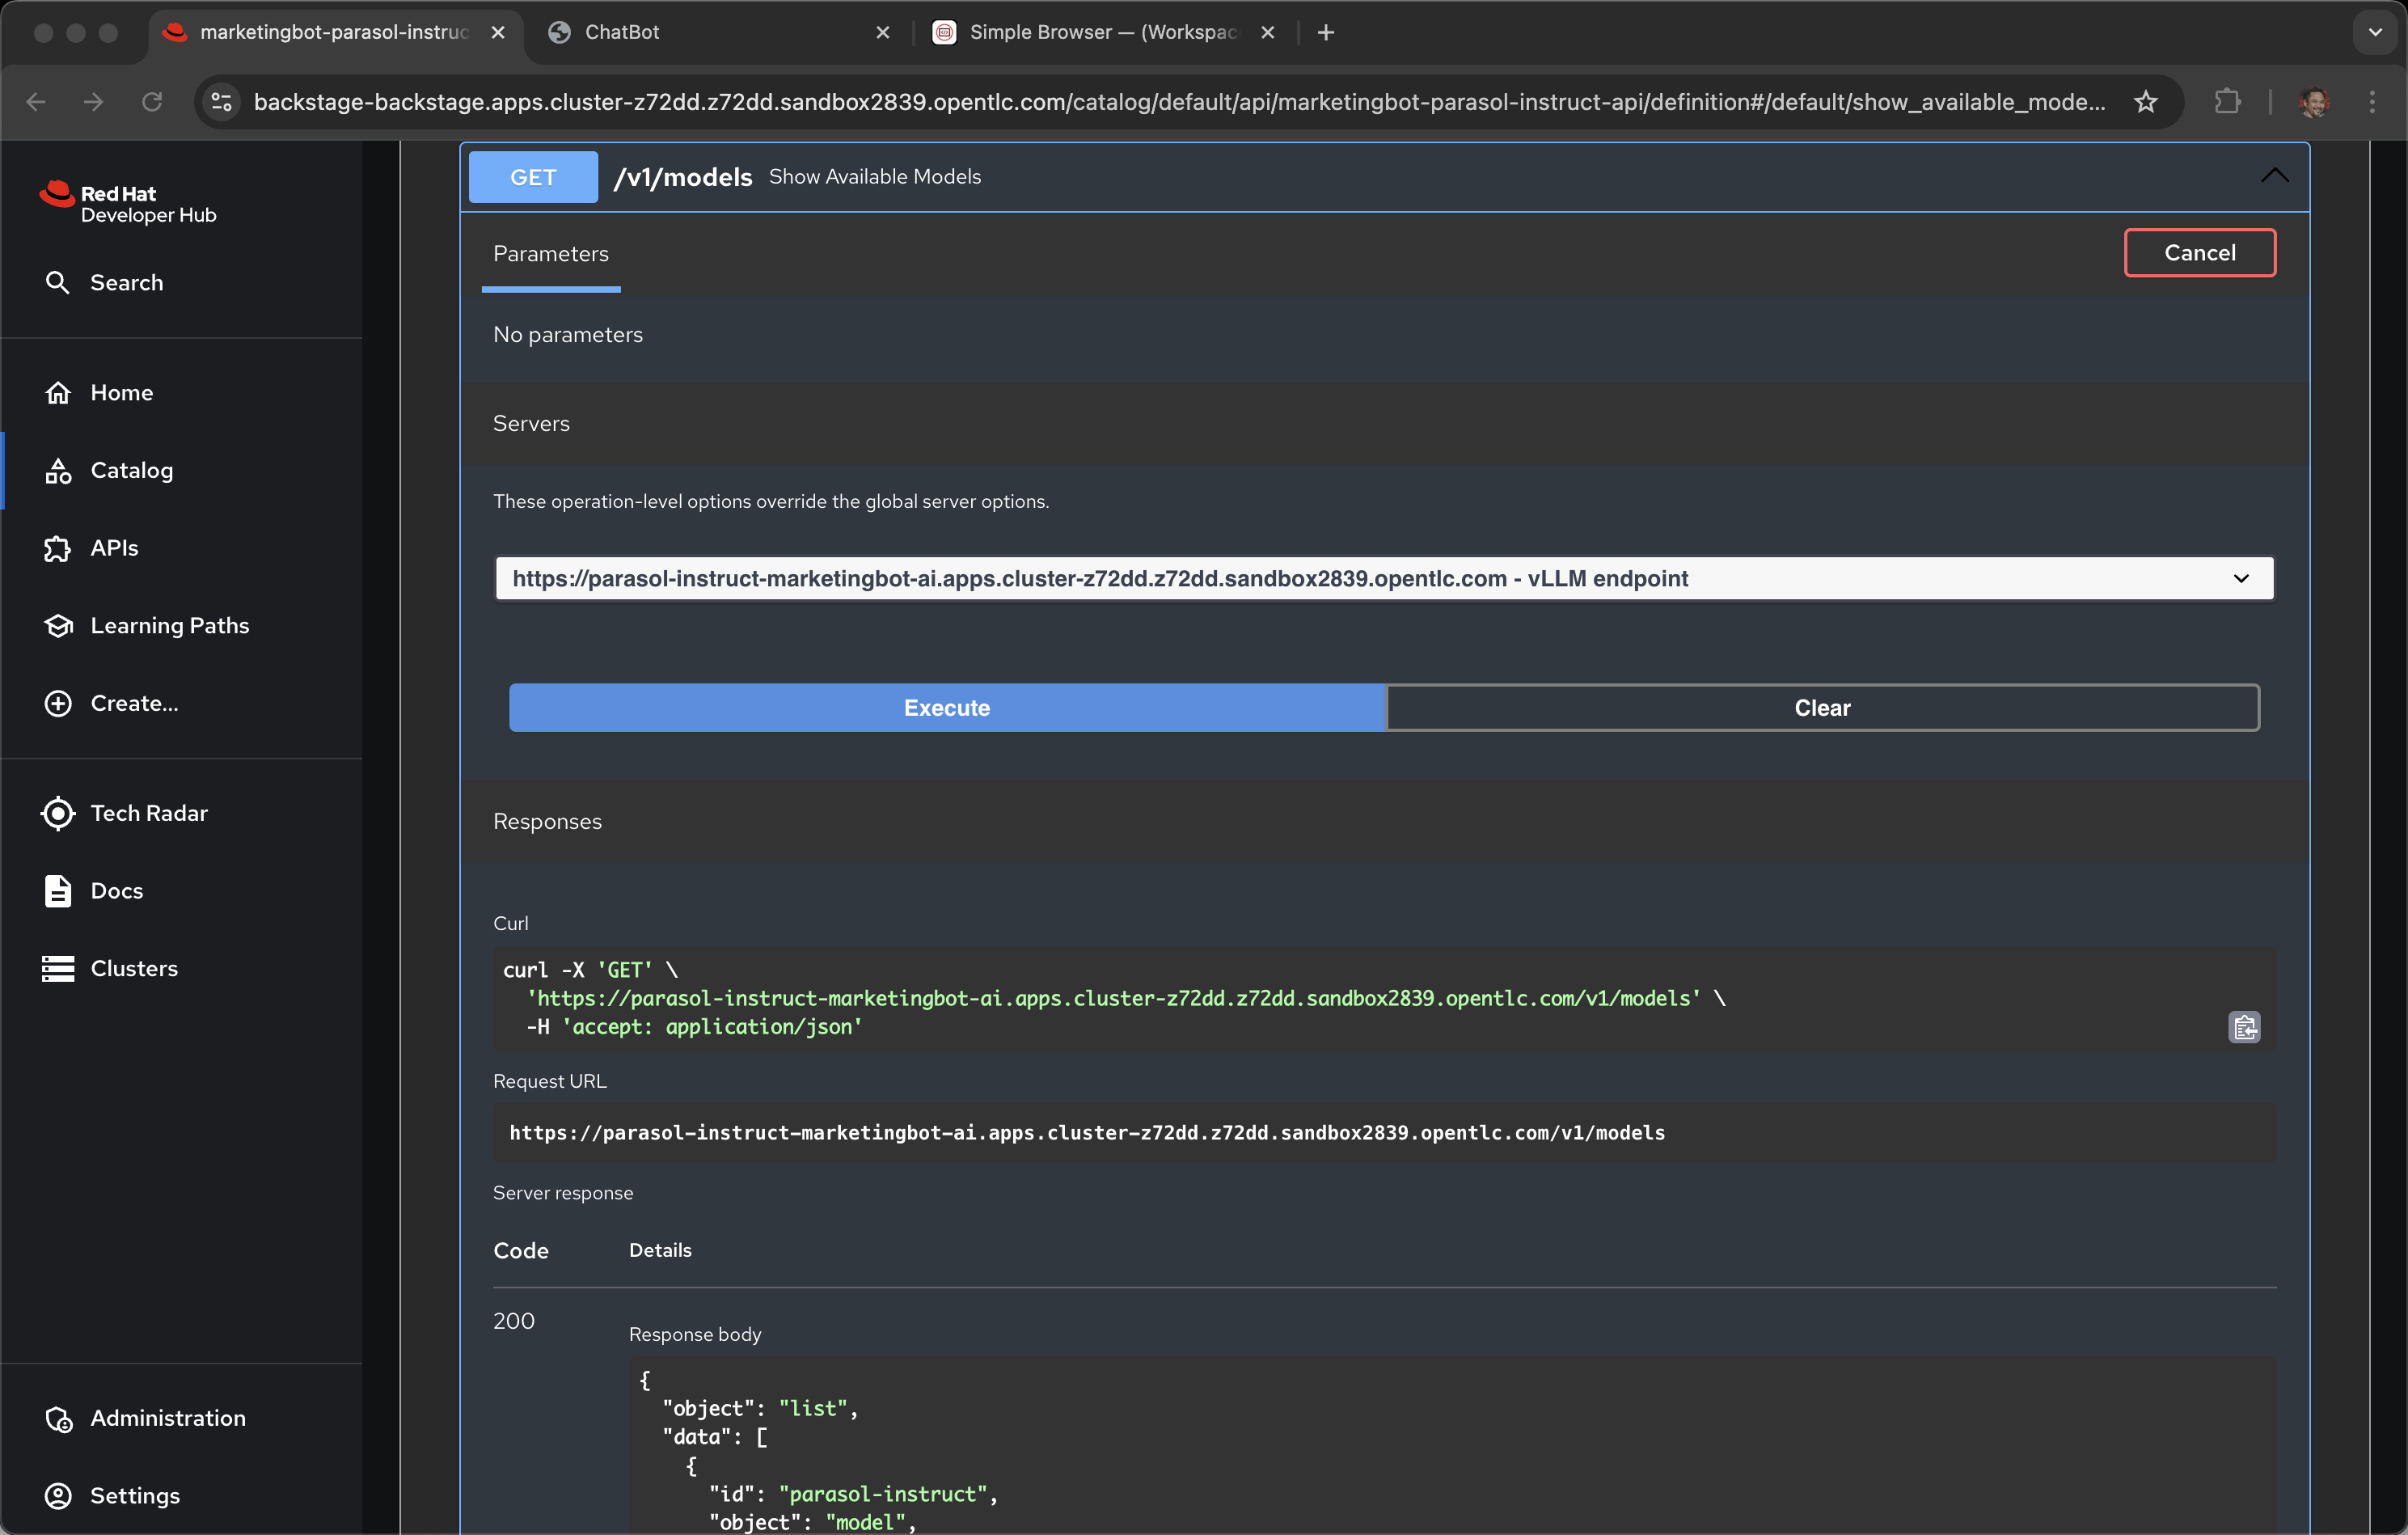 marketingbot-parasol-instruc
ChatBot
Simple Browser — (Workspac
backstage-backstage.apps.cluster-z72dd.z72dd.sandbox2839.opentlc.com/catalog/default/api/marketingbot-parasol-instruct-api/definition#/default/show_available_mode...
Red Hat
Developer Hub
Search
Home
Catalog
APIs
Learning Paths
Create...
Tech Radar
Docs
Clusters
Administration
Settings
GET /v1/models Show Available Models
Parameters
Cancel
No parameters
Servers
These operation-level options override the global server options.
https://parasol-instruct-marketingbot-ai.apps.cluster-z72dd.z72dd.sandbox2839.opentlc.com - vLLM endpoint
Execute
Clear
Responses
Curl
curl -X 'GET' \
'https://parasol-instruct-marketingbot-ai.apps.cluster-z72dd.z72dd.sandbox2839.opentlc.com/v1/models' \
-H 'accept: application/json'
Request URL
https://parasol-instruct-marketingbot-ai.apps.cluster-z72dd.z72dd.sandbox2839.opentlc.com/v1/models
Server response
Code Details
200
Response body
{
"object": "list",
"data": [
{
"id": "parasol-instruct",
"object": "model",